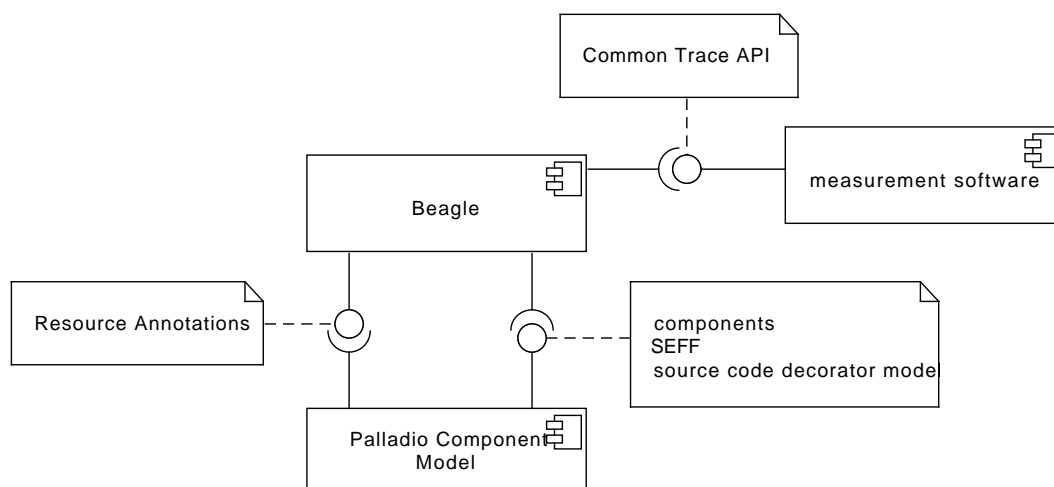 Common Trace API
measurement software
Beagle
Resource Annotations
components
SEFF
source code decorator model
Palladio Component
Model